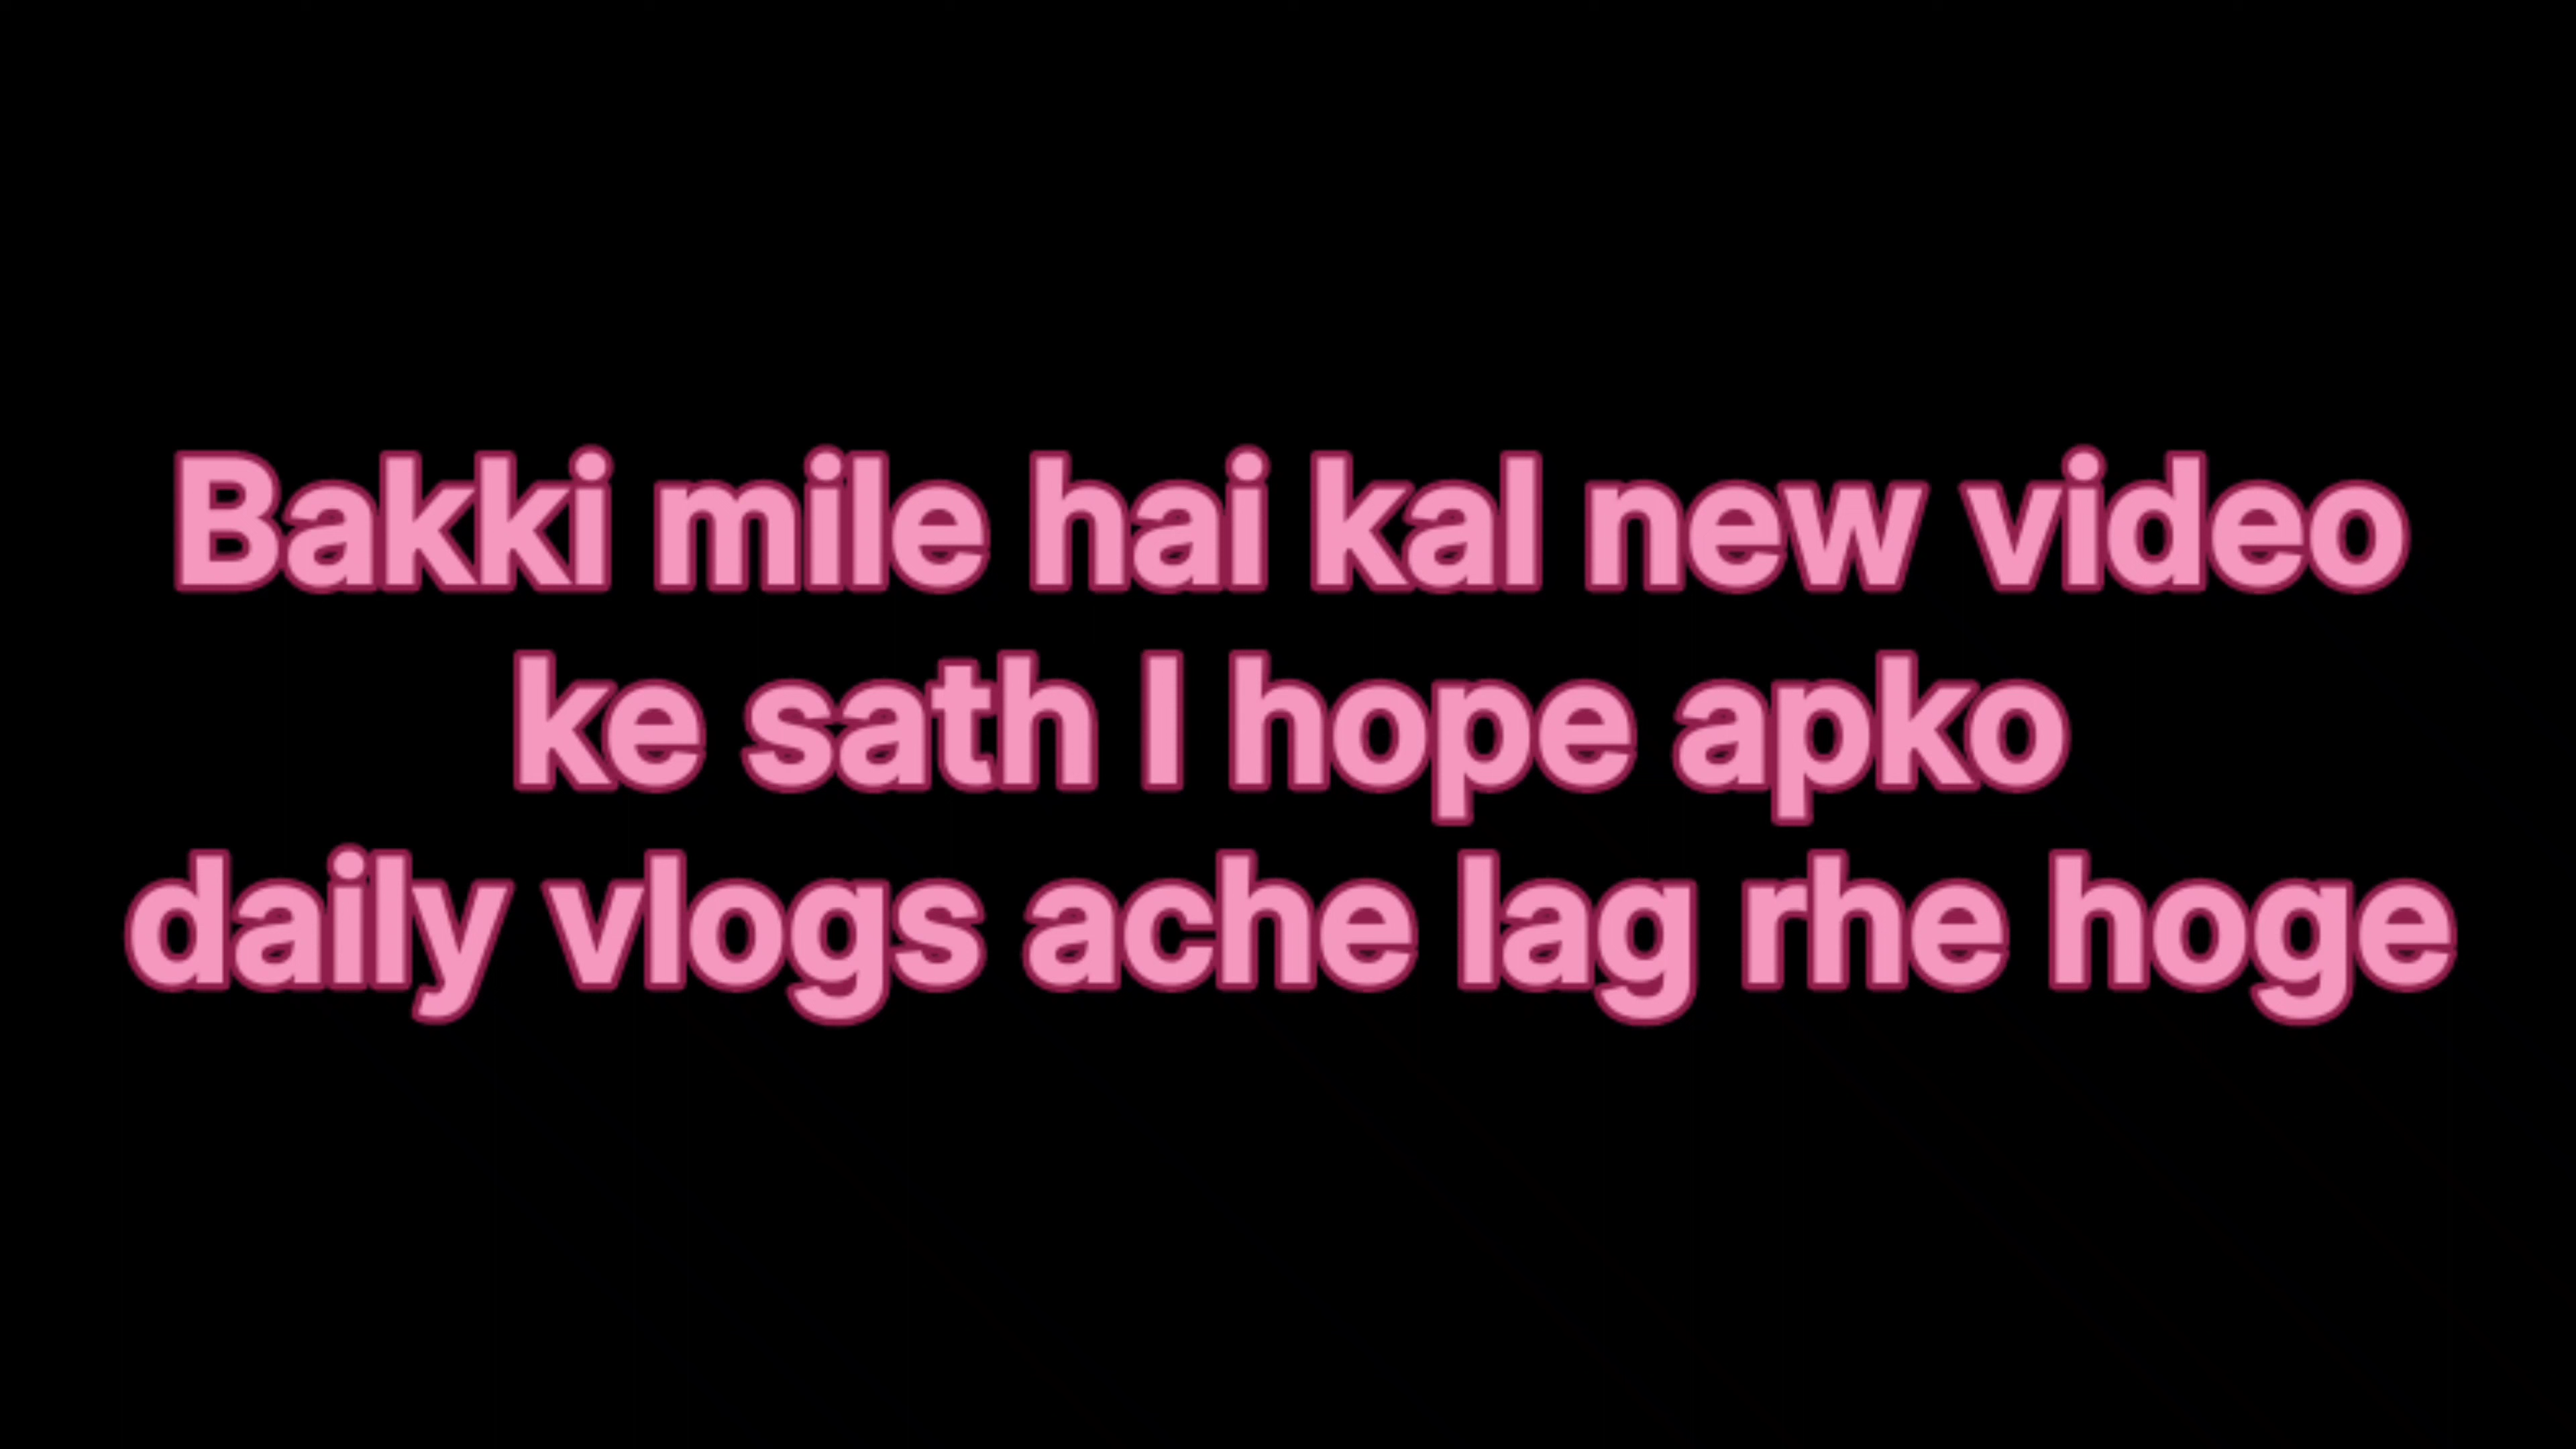 Bakki mile hai kal new video
ke sath I hope apko
daily vlogs ache lag rhe hoge